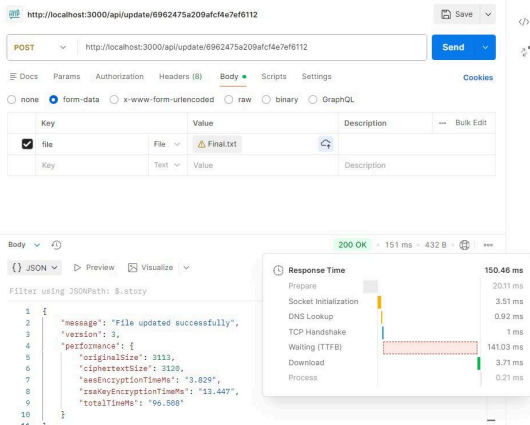 HTTP http://localhost:3000/api/update/6962475a209afcf4e7ef6112 Save
POST http://localhost:3000/api/update/6962475a209afcf4e7ef6112 Send
Docs Params Authorization Headers (8) Body Scripts Settings Cookies
none form-data x-www-form-urlencoded raw binary GraphQL
Key Value Description Bulk Edit
file File Final.txt
Key Text Value Description
Body 200 OK 151 ms 432 B
{} JSON Preview Visualize
Filter using JSONPath: $.story
1 {
2 "message": "File updated successfully",
3 "version": 3,
4 "performance": {
5 "originalSize": 3113,
6 "ciphertextSize": 3120,
7 "aesEncryptionTimeMs": "3.829",
8 "rsaKeyEncryptionTimeMs": "13.447",
9 "totalTimeMs": "96.508"
10 }
Response Time 150.46 ms
Prepare 20.11 ms
Socket Initialization 3.51 ms
DNS Lookup 0.92 ms
TCP Handshake 1 ms
Waiting (TTFB) 141.03 ms
Download 3.71 ms
Process 0.21 ms